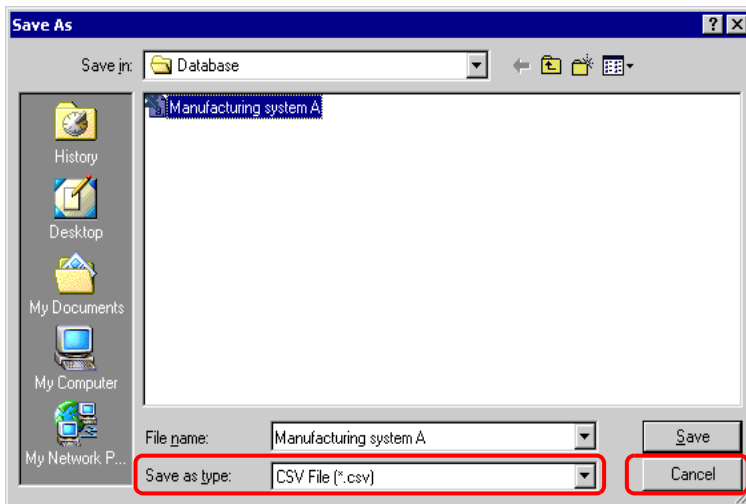 Save As
Save in: Database
Manufacturing system A
History
Desktop
My Documents
My Computer
My Network P...
File name: Manufacturing system A Save
Save as type: CSV File (*.csv) Cancel